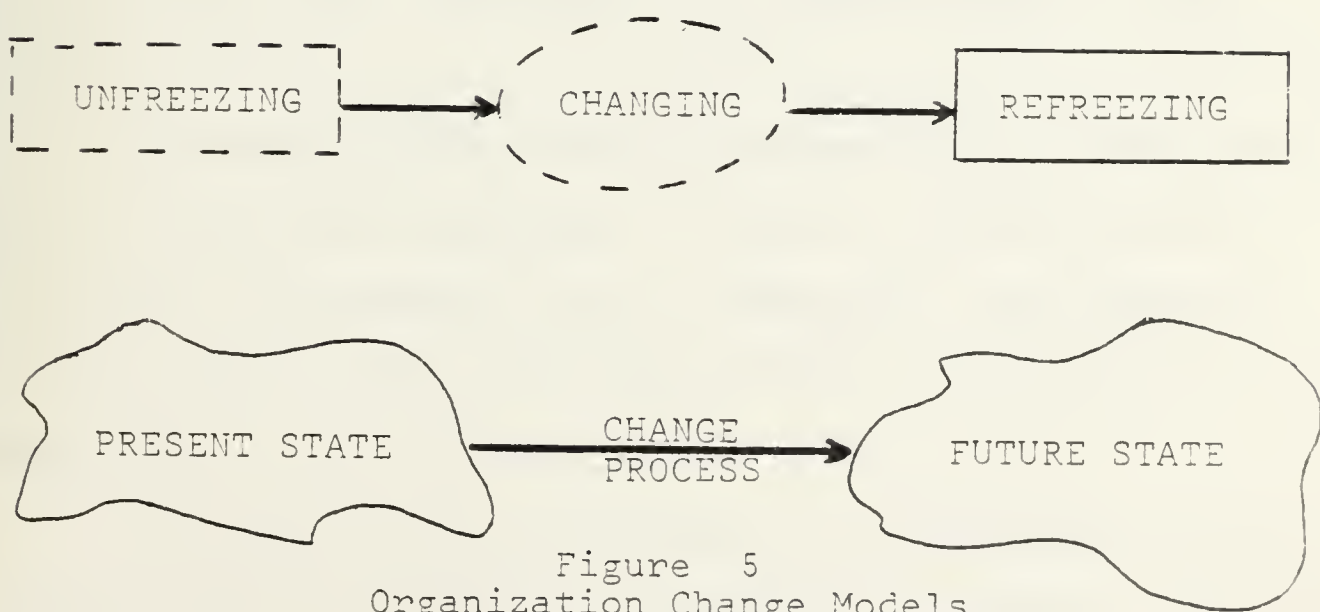 UNFREEZING
CHANGING
REFREEZING
PRESENT STATE
CHANGE
PROCESS
FUTURE STATE
Figure 5
Organization Change Models